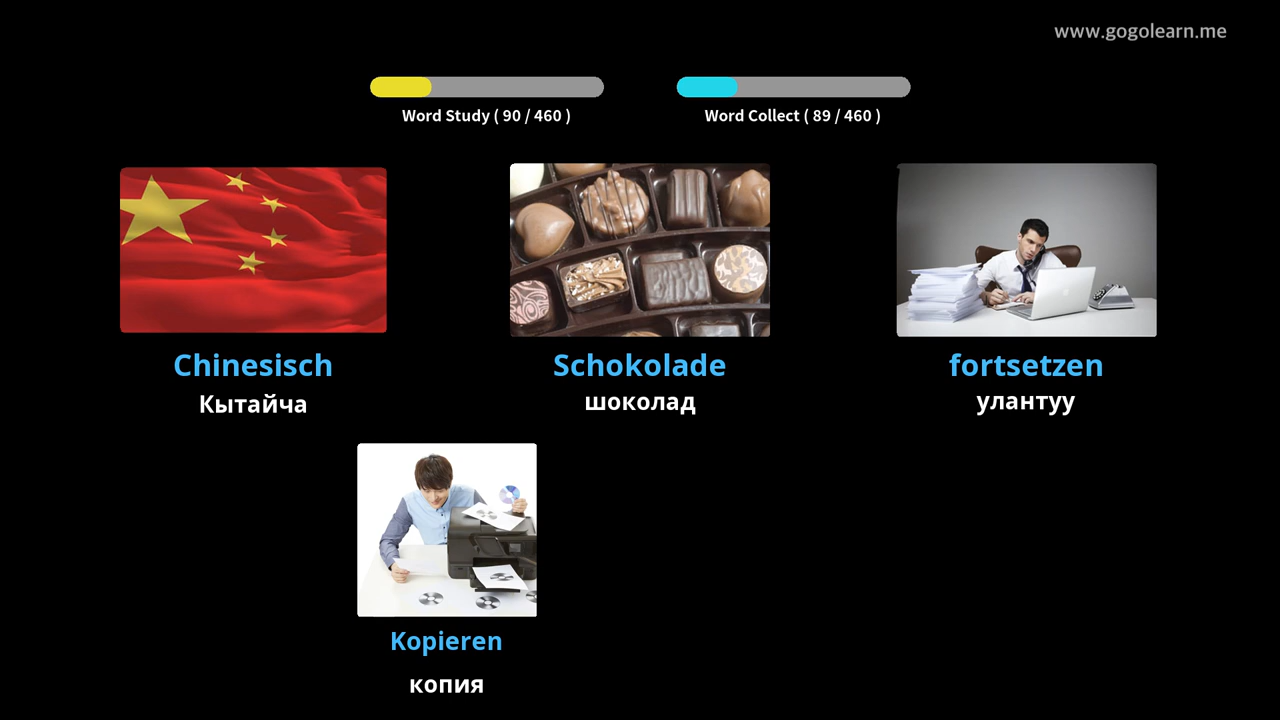 www.gogolearn.me
Word Study ( 90 / 460 )
Word Collect ( 89 / 460 )
Chinesisch
Кытайча
Schokolade
шоколад
fortsetzen
улантуу
Kopieren
копия